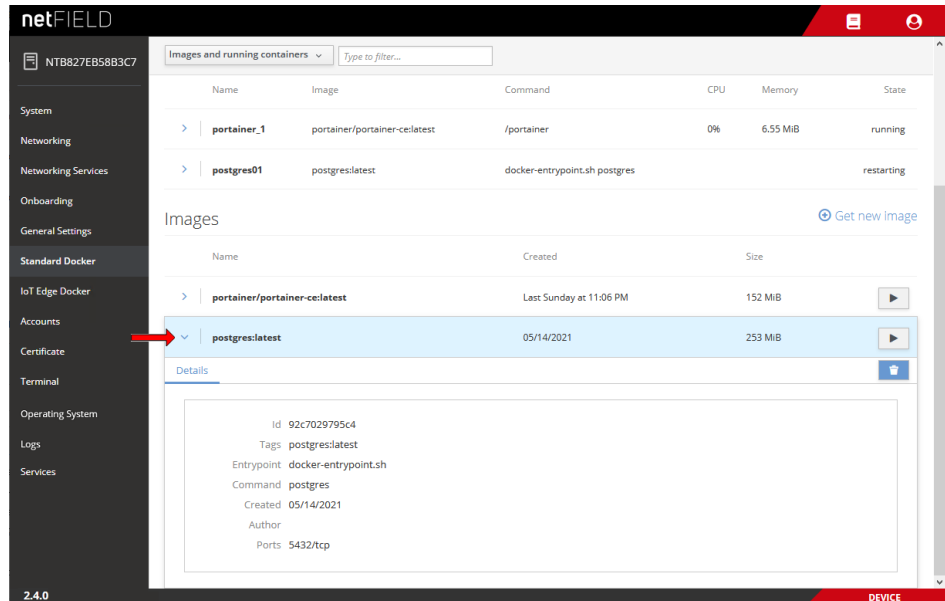 netFIELD
NTB827EB58B3C7
System
Networking
Networking Services
Onboarding
General Settings
Standard Docker
IoT Edge Docker
Accounts
Certificate
Terminal
Operating System
Logs
Services
2.4.0
Images and running containers Type to filter...
Name Image Command CPU Memory State
portainer_1 portainer/portainer-ce:latest /portainer 0% 6.55 MiB running
postgres01 postgres:latest docker-entrypoint.sh postgres restarting
Images Get new image
Name Created Size
portainer/portainer-ce:latest Last Sunday at 11:06 PM 152 MiB
postgres:latest 05/14/2021 253 MiB
Details
Id 92c7029795c4
Tags postgres:latest
Entrypoint docker-entrypoint.sh
Command postgres
Created 05/14/2021
Author
Ports 5432/tcp
DEVICE